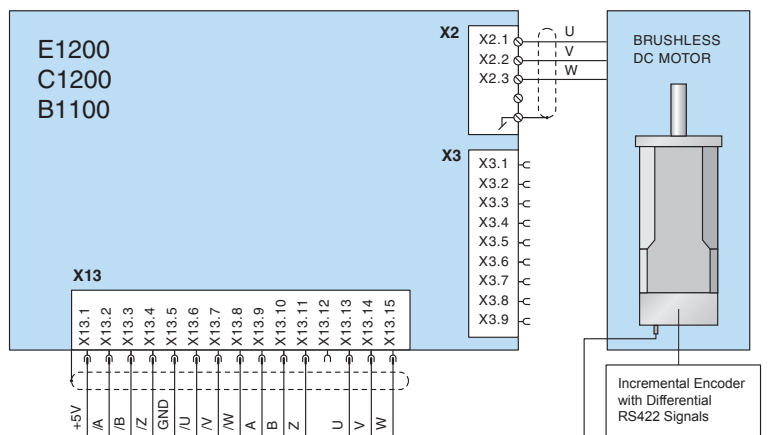 E1200
C1200
B1100
X2
X2.1
X2.2
X2.3
U
V
W
BRUSHLESS
DC MOTOR
X3
X3.1
X3.2
X3.3
X3.4
X3.5
X3.6
X3.7
X3.8
X3.9
X13
X13.1
X13.2
X13.3
X13.4
X13.5
X13.6
X13.7
X13.8
X13.9
X13.10
X13.11
X13.12
X13.13
X13.14
X13.15
+5V
/A
/B
/Z
GND
/U
/V
/W
A
B
Z
U
V
W
Incremental Encoder
with Differential
RS422 Signals